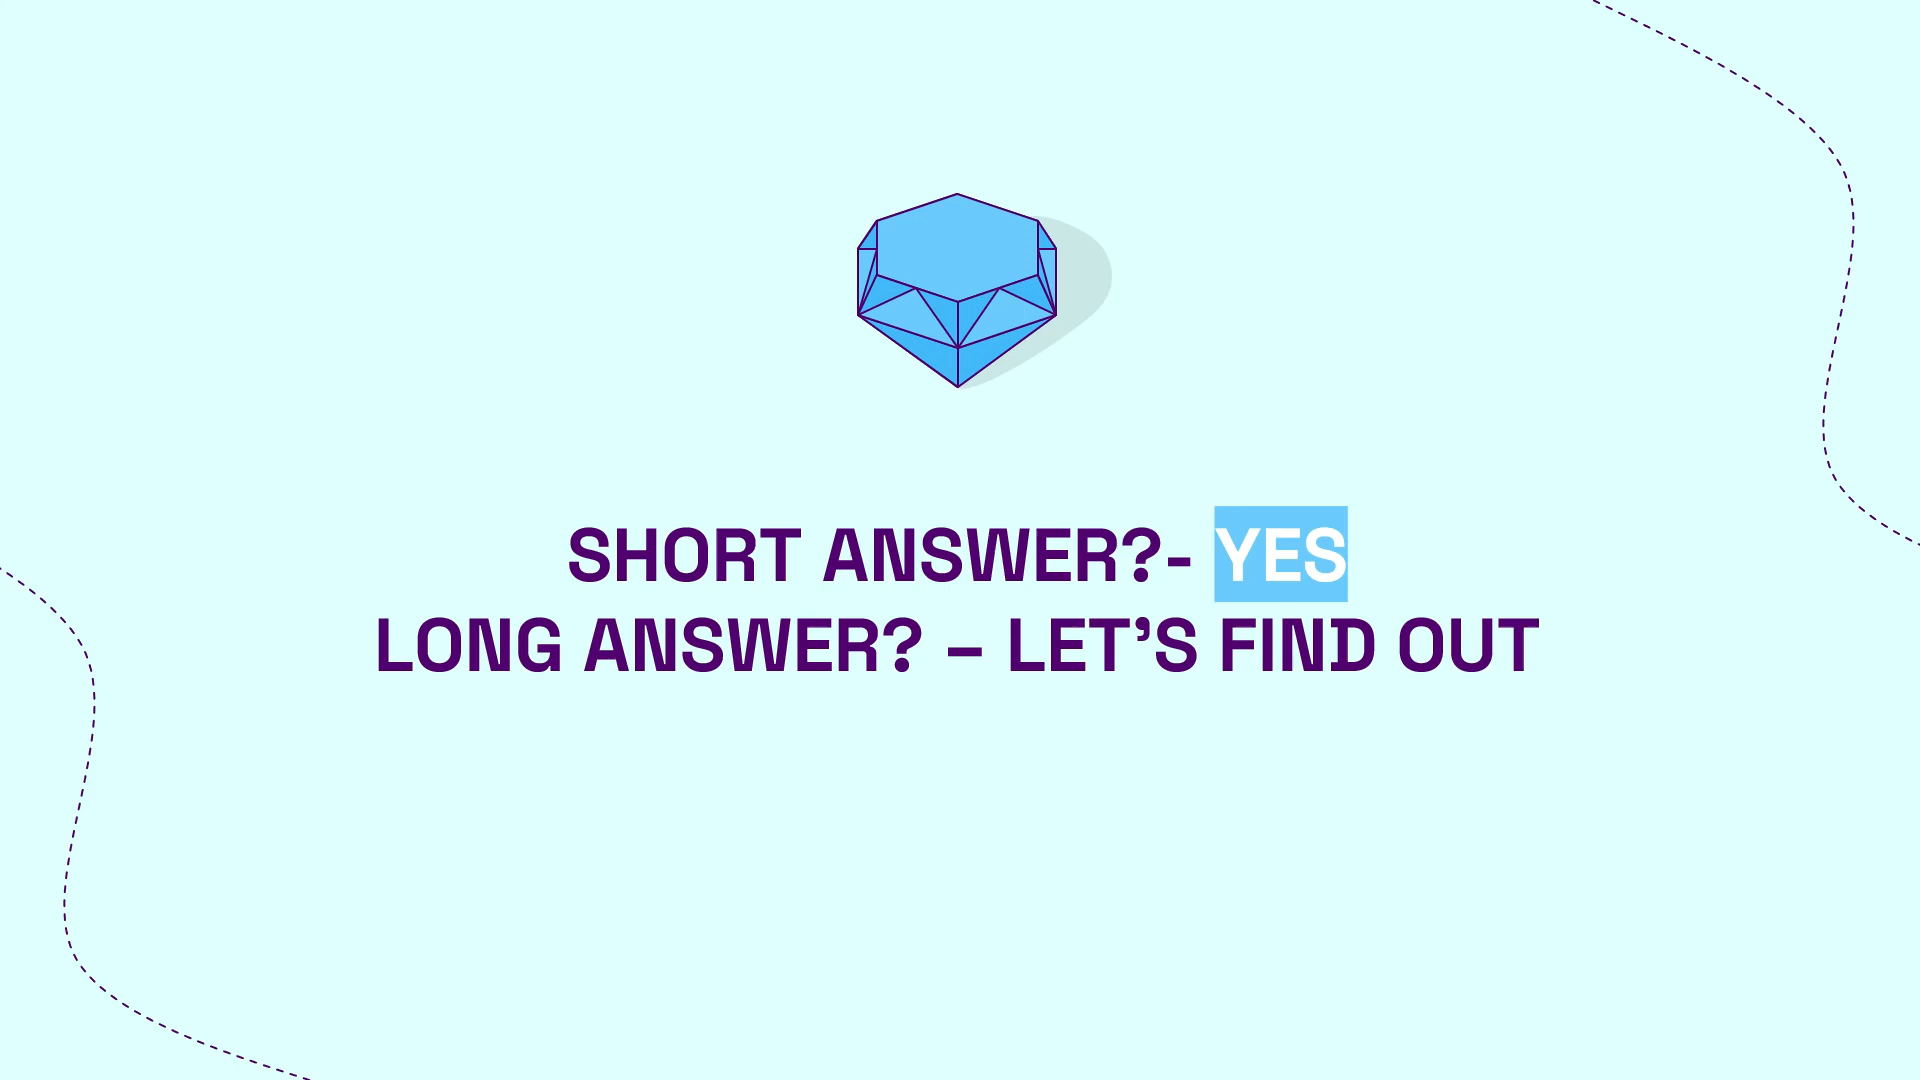 SHORT ANSWER?- YES
LONG ANSWER? – LET’S FIND OUT